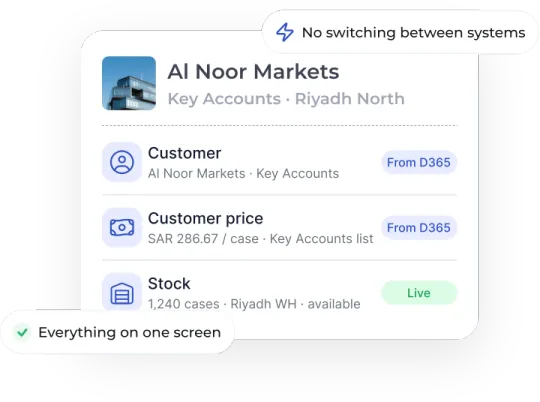 No switching between systems
Al Noor Markets
Key Accounts · Riyadh North
Customer
Al Noor Markets · Key Accounts
From D365
Customer price
SAR 286.67 / case · Key Accounts list
From D365
Stock
1,240 cases · Riyadh WH · available
Live
Everything on one screen